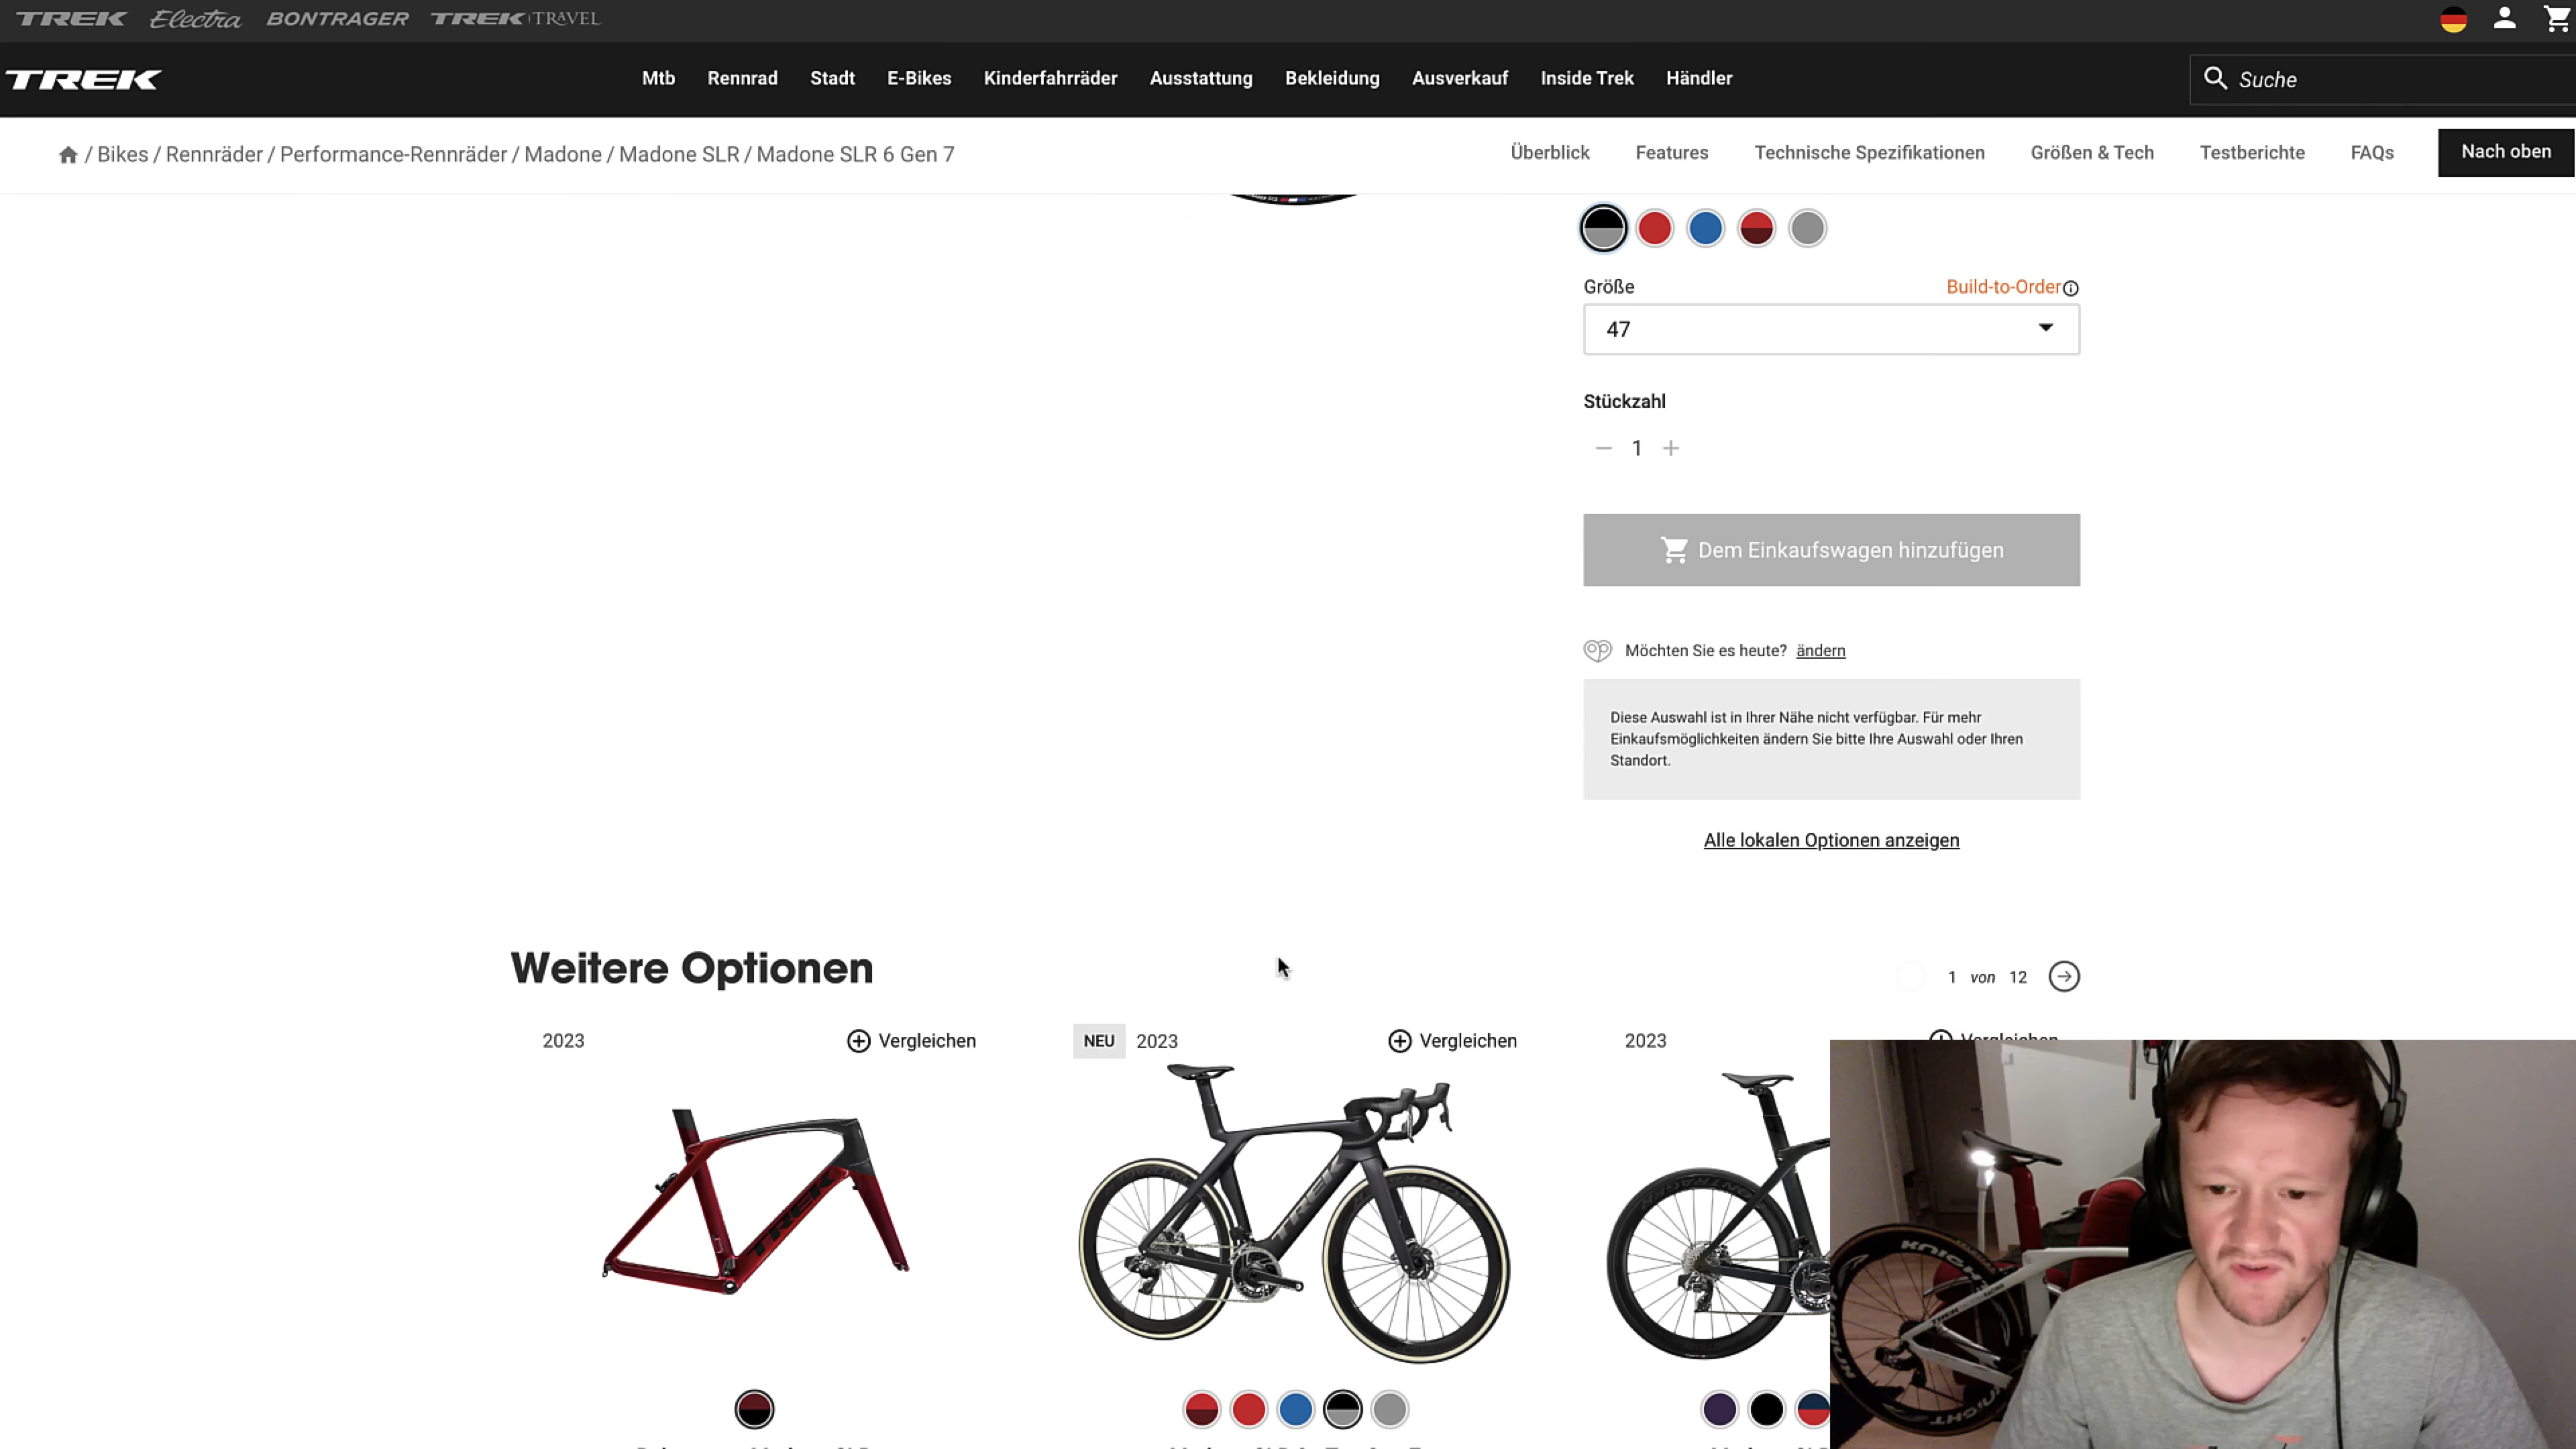 TREK Electra BONTRAGER TREK TRAVEL
TREK
Mtb Rennrad Stadt E-Bikes Kinderfahrräder Ausstattung Bekleidung Ausverkauf Inside Trek Händler
Suche
/ Bikes / Rennräder / Performance-Rennräder / Madone / Madone SLR / Madone SLR 6 Gen 7
Überblick Features Technische Spezifikationen Größen & Tech Testberichte FAQs Nach oben
Größe Build-to-Order
47
Stückzahl
1
Dem Einkaufswagen hinzufügen
Möchten Sie es heute? ändern
Diese Auswahl ist in Ihrer Nähe nicht verfügbar. Für mehr
Einkaufsmöglichkeiten ändern Sie bitte Ihre Auswahl oder Ihren
Standort.
Alle lokalen Optionen anzeigen
Weitere Optionen
1 von 12
2023 Vergleichen
NEU 2023 Vergleichen
2023
TREK
TREK
KNIGHT
KNIGHT